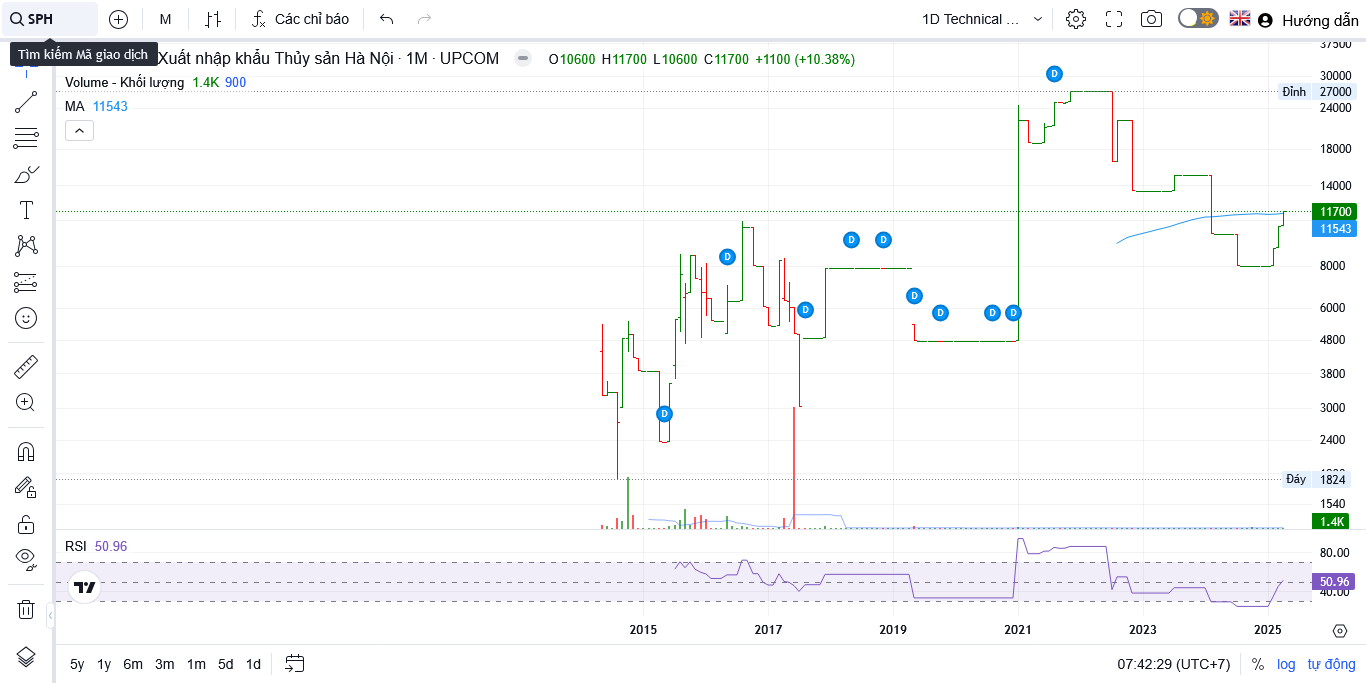 SPH
M
Các chỉ báo
1D Technical ...
Hướng dẫn
Tìm kiếm Mã giao dịch
Xuất nhập khẩu Thủy sản Hà Nội · 1M · UPCOM
O10600 H11700 L10600 C11700 +1100 (+10.38%)
Volume - Khối lượng 1.4K 900
MA 11543
37500
30000
Đỉnh 27000
24000
18000
14000
11700
11543
8000
6000
4800
3800
3000
2400
Đáy 1824
1540
1.4K
D
D
D
D
D
D
D
D
D
D
RSI 50.96
80.00
50.96
40.00
2015 2017 2019 2021 2023 2025
5y 1y 6m 3m 1m 5d 1d
07:42:29 (UTC+7) % log tự động